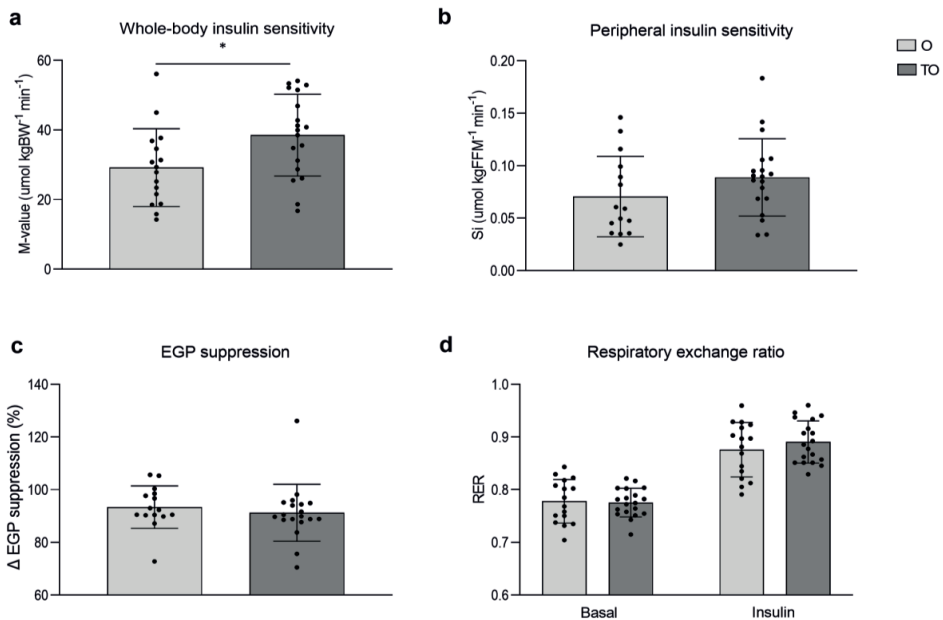 a
Whole-body insulin sensitivity
*
M-value (umol kgBW⁻¹ min⁻¹)
60
40
20
0
b
Peripheral insulin sensitivity
Si (umol kgFFM⁻¹ min⁻¹)
0.20
0.15
0.10
0.05
0.00
O
TO
c
EGP suppression
Δ EGP suppression (%)
140
120
100
80
60
d
Respiratory exchange ratio
RER
1.0
0.9
0.8
0.7
0.6
Basal
Insulin